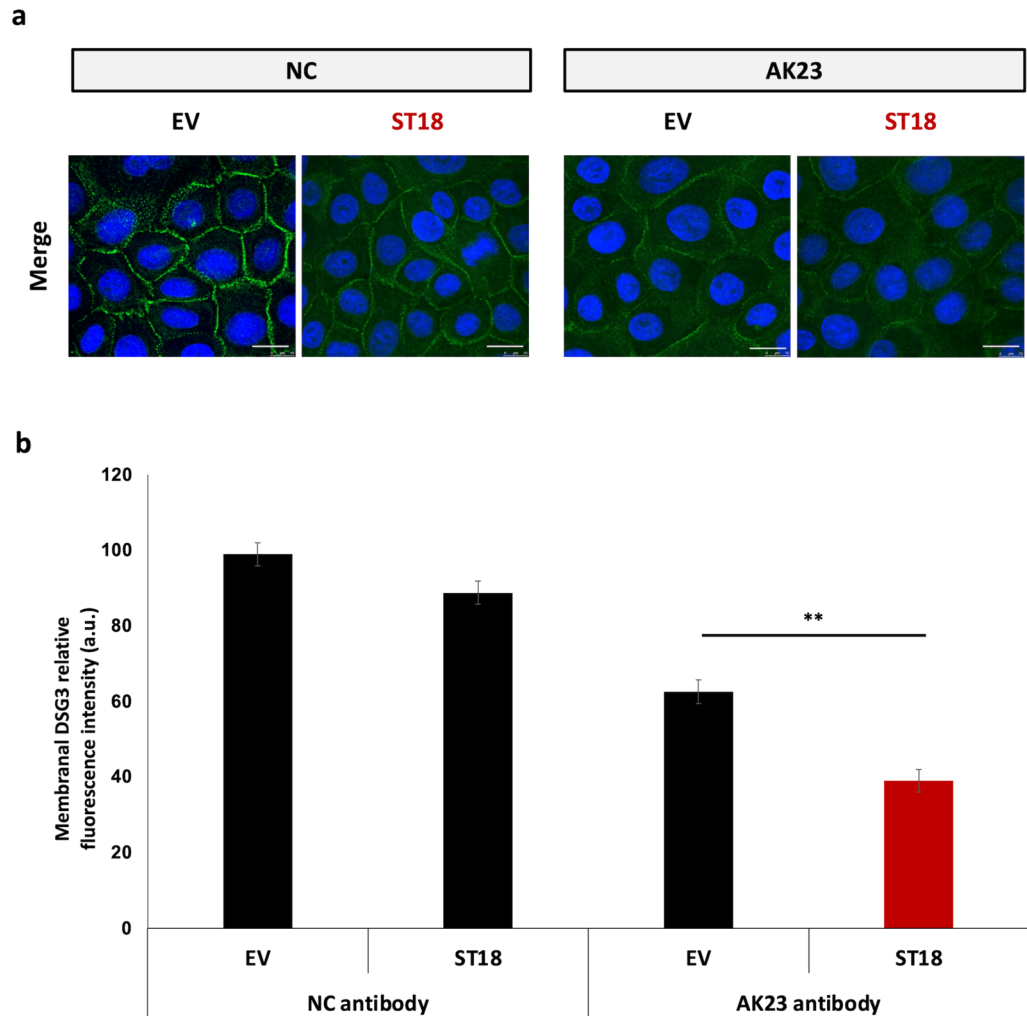 a
NC
AK23
EV
ST18
EV
ST18
Merge
b
120
100
80
60
40
20
0
Membranal DSG3 relative
fluorescence intensity (a.u.)
**
EV
ST18
EV
ST18
NC antibody
AK23 antibody